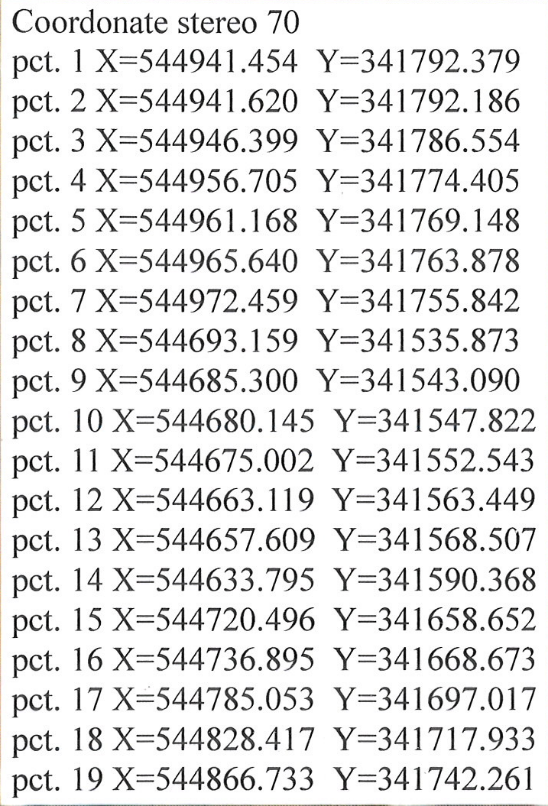 Coordonate stereo 70
pct. 1 X=544941.454 Y=341792.379
pct. 2 X=544941.620 Y=341792.186
pct. 3 X=544946.399 Y=341786.554
pct. 4 X=544956.705 Y=341774.405
pct. 5 X=544961.168 Y=341769.148
pct. 6 X=544965.640 Y=341763.878
pct. 7 X=544972.459 Y=341755.842
pct. 8 X=544693.159 Y=341535.873
pct. 9 X=544685.300 Y=341543.090
pct. 10 X=544680.145 Y=341547.822
pct. 11 X=544675.002 Y=341552.543
pct. 12 X=544663.119 Y=341563.449
pct. 13 X=544657.609 Y=341568.507
pct. 14 X=544633.795 Y=341590.368
pct. 15 X=544720.496 Y=341658.652
pct. 16 X=544736.895 Y=341668.673
pct. 17 X=544785.053 Y=341697.017
pct. 18 X=544828.417 Y=341717.933
pct. 19 X=544866.733 Y=341742.261